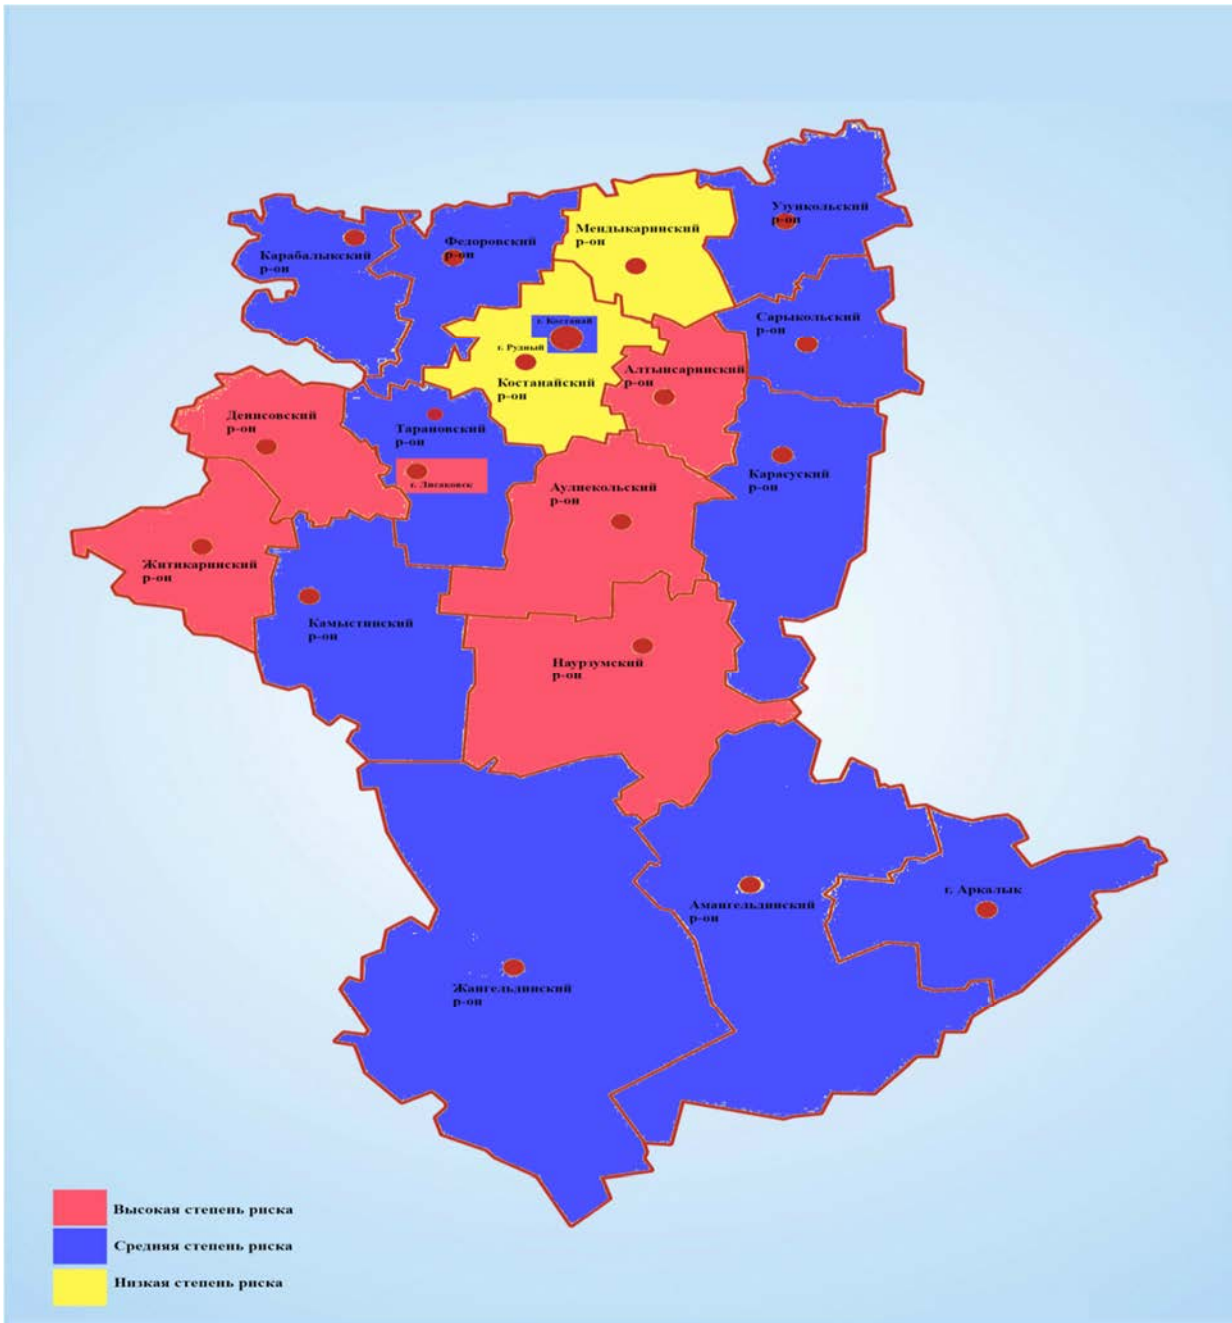 Узункольский
р-он
Мендыкаринский
р-он
Федоровский
р-он
Карабалыкский
р-он
Сарыкольский
р-он
г. Костанай
г. Рудный
Костанайский
р-он
Алтынсаринский
р-он
Денисовский
р-он
Тарановский
р-он
г. Лисаковск
Карасуский
р-он
Аулиекольский
р-он
Житикаринский
р-он
Камыстинский
р-он
Наурзумский
р-он
г. Аркалык
Амангельдинский
р-он
Жангельдинский
р-он
Высокая степень риска
Средняя степень риска
Низкая степень риска